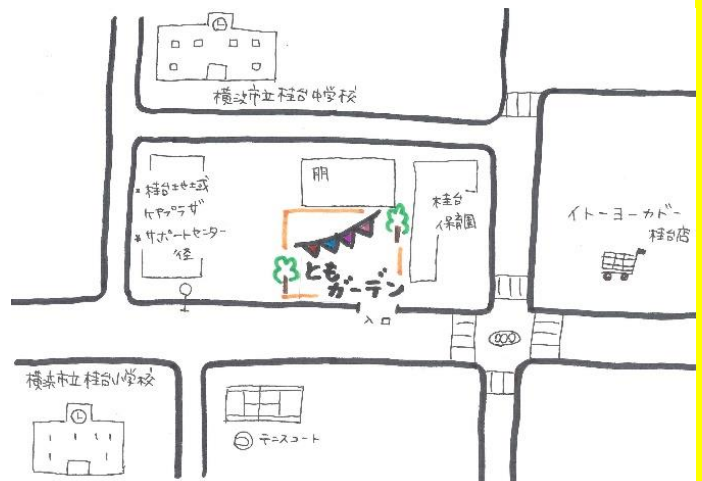 横浜市立桂台中学校
朋
桂台地域
ケアプラザ
サポートセンター
径
桂台
保育園
イトーヨーカドー
桂台店
とも
ガーデン
入口
横浜市立桂台小学校
テニスコート